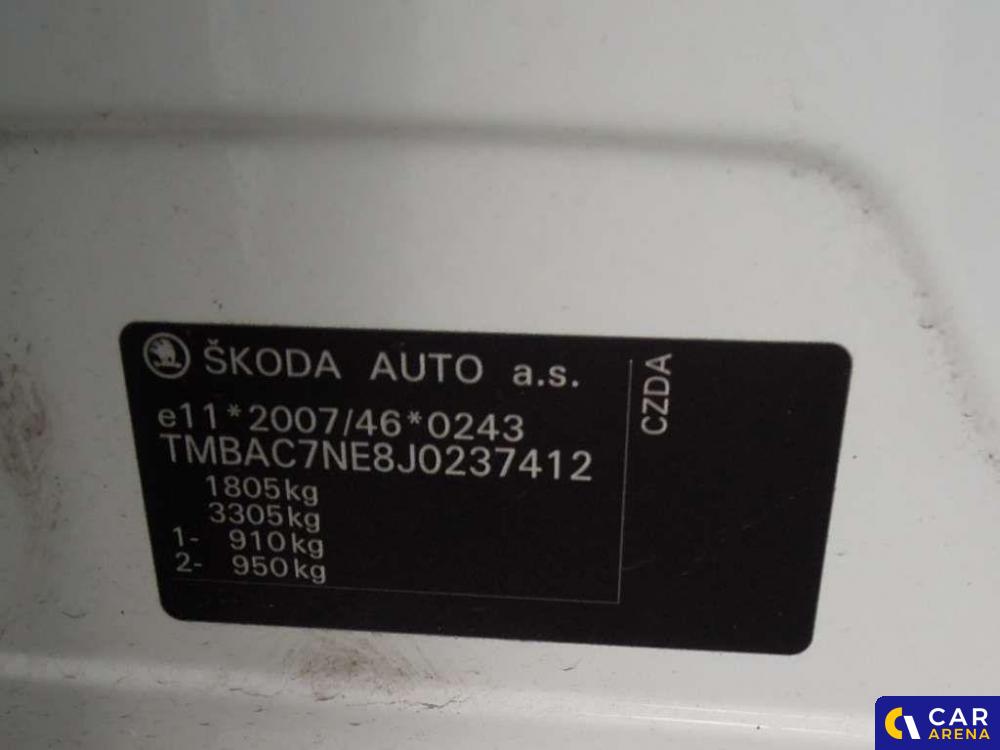 ŠKODA AUTO a.s.
e11*2007/46*0243
TMBAC7NE8J0237412
1805kg
3305kg
1- 910kg
2- 950kg
CZDA
CAR
ARENA